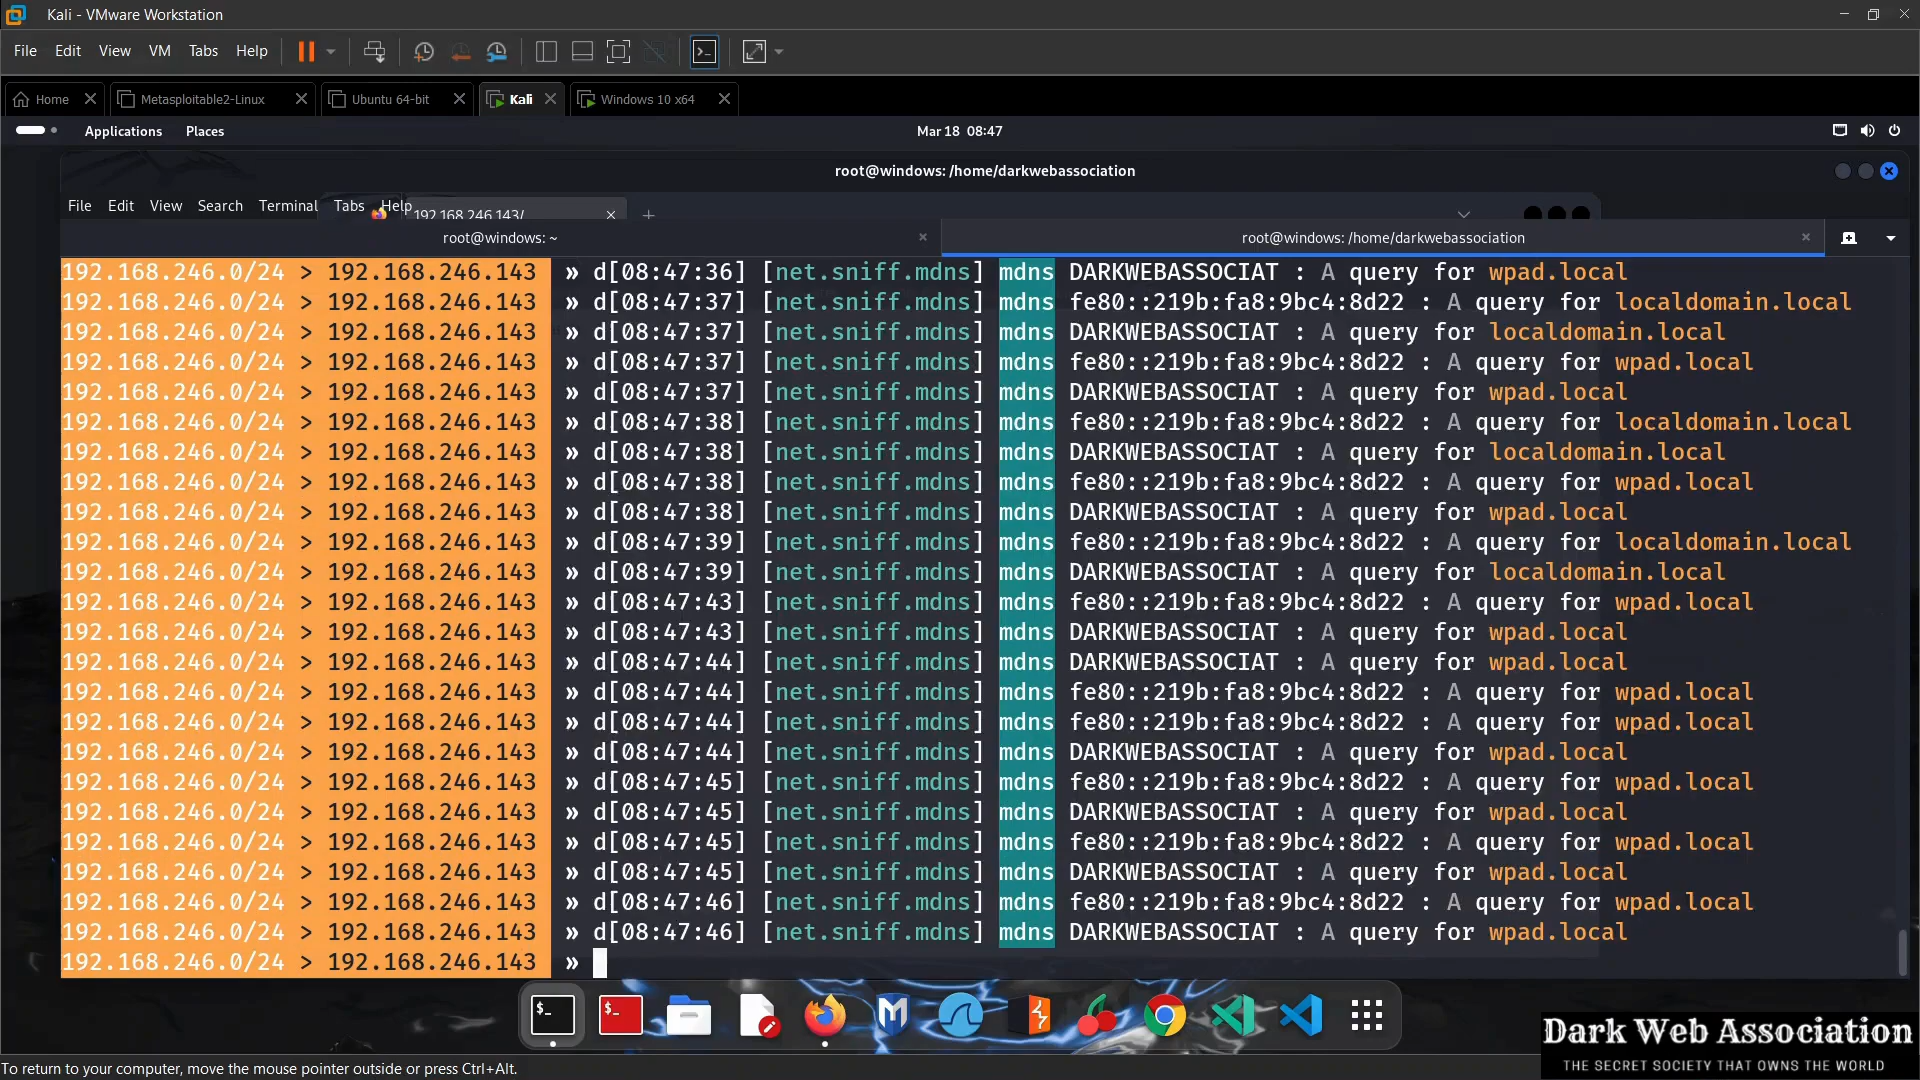 Kali - VMware Workstation
File Edit View VM Tabs Help
Home Metasploitable2-Linux Ubuntu 64-bit Kali Windows 10 x64
Applications Places Mar 18 08:47
root@windows: /home/darkwebassociation
File Edit View Search Terminal Tabs Help
192.168.246.143/
root@windows: ~ root@windows: /home/darkwebassociation
192.168.246.0/24 > 192.168.246.143 » d[08:47:36] [net.sniff.mdns] mdns DARKWEBASSOCIAT : A query for wpad.local
192.168.246.0/24 > 192.168.246.143 » d[08:47:37] [net.sniff.mdns] mdns fe80::219b:fa8:9bc4:8d22 : A query for localdomain.local
192.168.246.0/24 > 192.168.246.143 » d[08:47:37] [net.sniff.mdns] mdns DARKWEBASSOCIAT : A query for localdomain.local
192.168.246.0/24 > 192.168.246.143 » d[08:47:37] [net.sniff.mdns] mdns fe80::219b:fa8:9bc4:8d22 : A query for wpad.local
192.168.246.0/24 > 192.168.246.143 » d[08:47:37] [net.sniff.mdns] mdns DARKWEBASSOCIAT : A query for wpad.local
192.168.246.0/24 > 192.168.246.143 » d[08:47:38] [net.sniff.mdns] mdns fe80::219b:fa8:9bc4:8d22 : A query for localdomain.local
192.168.246.0/24 > 192.168.246.143 » d[08:47:38] [net.sniff.mdns] mdns DARKWEBASSOCIAT : A query for localdomain.local
192.168.246.0/24 > 192.168.246.143 » d[08:47:38] [net.sniff.mdns] mdns fe80::219b:fa8:9bc4:8d22 : A query for wpad.local
192.168.246.0/24 > 192.168.246.143 » d[08:47:38] [net.sniff.mdns] mdns DARKWEBASSOCIAT : A query for wpad.local
192.168.246.0/24 > 192.168.246.143 » d[08:47:39] [net.sniff.mdns] mdns fe80::219b:fa8:9bc4:8d22 : A query for localdomain.local
192.168.246.0/24 > 192.168.246.143 » d[08:47:39] [net.sniff.mdns] mdns DARKWEBASSOCIAT : A query for localdomain.local
192.168.246.0/24 > 192.168.246.143 » d[08:47:43] [net.sniff.mdns] mdns fe80::219b:fa8:9bc4:8d22 : A query for wpad.local
192.168.246.0/24 > 192.168.246.143 » d[08:47:43] [net.sniff.mdns] mdns DARKWEBASSOCIAT : A query for wpad.local
192.168.246.0/24 > 192.168.246.143 » d[08:47:44] [net.sniff.mdns] mdns DARKWEBASSOCIAT : A query for wpad.local
192.168.246.0/24 > 192.168.246.143 » d[08:47:44] [net.sniff.mdns] mdns fe80::219b:fa8:9bc4:8d22 : A query for wpad.local
192.168.246.0/24 > 192.168.246.143 » d[08:47:44] [net.sniff.mdns] mdns fe80::219b:fa8:9bc4:8d22 : A query for wpad.local
192.168.246.0/24 > 192.168.246.143 » d[08:47:44] [net.sniff.mdns] mdns DARKWEBASSOCIAT : A query for wpad.local
192.168.246.0/24 > 192.168.246.143 » d[08:47:45] [net.sniff.mdns] mdns fe80::219b:fa8:9bc4:8d22 : A query for wpad.local
192.168.246.0/24 > 192.168.246.143 » d[08:47:45] [net.sniff.mdns] mdns DARKWEBASSOCIAT : A query for wpad.local
192.168.246.0/24 > 192.168.246.143 » d[08:47:45] [net.sniff.mdns] mdns fe80::219b:fa8:9bc4:8d22 : A query for wpad.local
192.168.246.0/24 > 192.168.246.143 » d[08:47:45] [net.sniff.mdns] mdns DARKWEBASSOCIAT : A query for wpad.local
192.168.246.0/24 > 192.168.246.143 » d[08:47:46] [net.sniff.mdns] mdns fe80::219b:fa8:9bc4:8d22 : A query for wpad.local
192.168.246.0/24 > 192.168.246.143 » d[08:47:46] [net.sniff.mdns] mdns DARKWEBASSOCIAT : A query for wpad.local
192.168.246.0/24 > 192.168.246.143 »
Dark Web Association
THE SECRET SOCIETY THAT OWNS THE WORLD
To return to your computer, move the mouse pointer outside or press Ctrl+Alt.